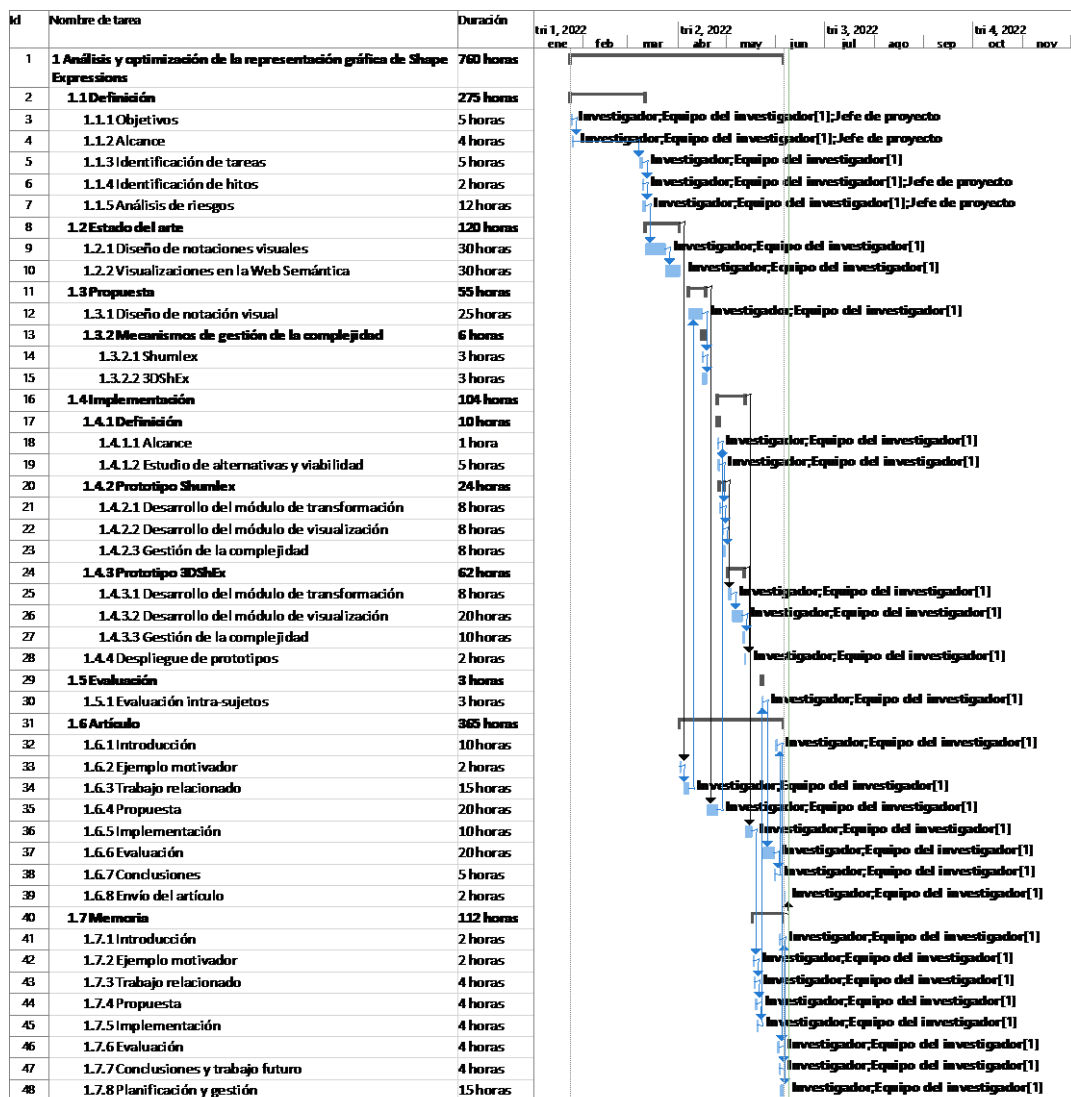 Id Nombre de tarea Duración
tri 1, 2022 tri 2, 2022 tri 3, 2022 tri 4, 2022
ene feb mar abr may jun jul ago sep oct nov
1 1 Análisis y optimización de la representación gráfica de Shape 760 horas
Expressions
2 1.1 Definición 275 horas
3 1.1.1 Objetivos 5 horas Investigador;Equipo del investigador[1];Jefe de proyecto
4 1.1.2 Alcance 4 horas Investigador;Equipo del investigador[1];Jefe de proyecto
5 1.1.3 Identificación de tareas 5 horas Investigador;Equipo del investigador[1]
6 1.1.4 Identificación de hitos 2 horas Investigador;Equipo del investigador[1];Jefe de proyecto
7 1.1.5 Análisis de riesgos 12 horas Investigador;Equipo del investigador[1];Jefe de proyecto
8 1.2 Estado del arte 120 horas
9 1.2.1 Diseño de notaciones visuales 30 horas Investigador;Equipo del investigador[1]
10 1.2.2 Visualizaciones en la Web Semántica 30 horas Investigador;Equipo del investigador[1]
11 1.3 Propuesta 55 horas
12 1.3.1 Diseño de notación visual 25 horas Investigador;Equipo del investigador[1]
13 1.3.2 Mecanismos de gestión de la complejidad 6 horas
14 1.3.2.1 Shumlex 3 horas
15 1.3.2.2 3DShEx 3 horas
16 1.4 Implementación 104 horas
17 1.4.1 Definición 10 horas
18 1.4.1.1 Alcance 1 hora Investigador;Equipo del investigador[1]
19 1.4.1.2 Estudio de alternativas y viabilidad 5 horas Investigador;Equipo del investigador[1]
20 1.4.2 Prototipo Shumlex 24 horas
21 1.4.2.1 Desarrollo del módulo de transformación 8 horas
22 1.4.2.2 Desarrollo del módulo de visualización 8 horas
23 1.4.2.3 Gestión de la complejidad 8 horas
24 1.4.3 Prototipo 3DShEx 62 horas
25 1.4.3.1 Desarrollo del módulo de transformación 8 horas Investigador;Equipo del investigador[1]
26 1.4.3.2 Desarrollo del módulo de visualización 20 horas Investigador;Equipo del investigador[1]
27 1.4.3.3 Gestión de la complejidad 10 horas
28 1.4.4 Despliegue de prototipos 2 horas Investigador;Equipo del investigador[1]
29 1.5 Evaluación 3 horas
30 1.5.1 Evaluación intra-sujetos 3 horas Investigador;Equipo del investigador[1]
31 1.6 Artículo 365 horas
32 1.6.1 Introducción 10 horas Investigador;Equipo del investigador[1]
33 1.6.2 Ejemplo motivador 2 horas
34 1.6.3 Trabajo relacionado 15 horas Investigador;Equipo del investigador[1]
35 1.6.4 Propuesta 20 horas Investigador;Equipo del investigador[1]
36 1.6.5 Implementación 10 horas Investigador;Equipo del investigador[1]
37 1.6.6 Evaluación 20 horas Investigador;Equipo del investigador[1]
38 1.6.7 Conclusiones 5 horas Investigador;Equipo del investigador[1]
39 1.6.8 Envío del artículo 2 horas Investigador;Equipo del investigador[1]
40 1.7 Memoria 112 horas
41 1.7.1 Introducción 2 horas Investigador;Equipo del investigador[1]
42 1.7.2 Ejemplo motivador 2 horas Investigador;Equipo del investigador[1]
43 1.7.3 Trabajo relacionado 4 horas Investigador;Equipo del investigador[1]
44 1.7.4 Propuesta 4 horas Investigador;Equipo del investigador[1]
45 1.7.5 Implementación 4 horas Investigador;Equipo del investigador[1]
46 1.7.6 Evaluación 4 horas Investigador;Equipo del investigador[1]
47 1.7.7 Conclusiones y trabajo futuro 4 horas Investigador;Equipo del investigador[1]
48 1.7.8 Planificación y gestión 15 horas Investigador;Equipo del investigador[1]